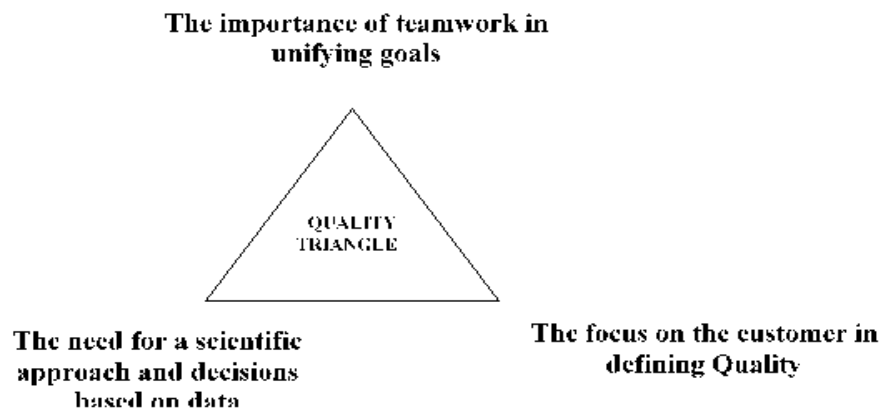 The importance of teamwork in
unifying goals
QUALITY
TRIANGLE
The need for a scientific
approach and decisions
based on data
The focus on the customer in
defining Quality